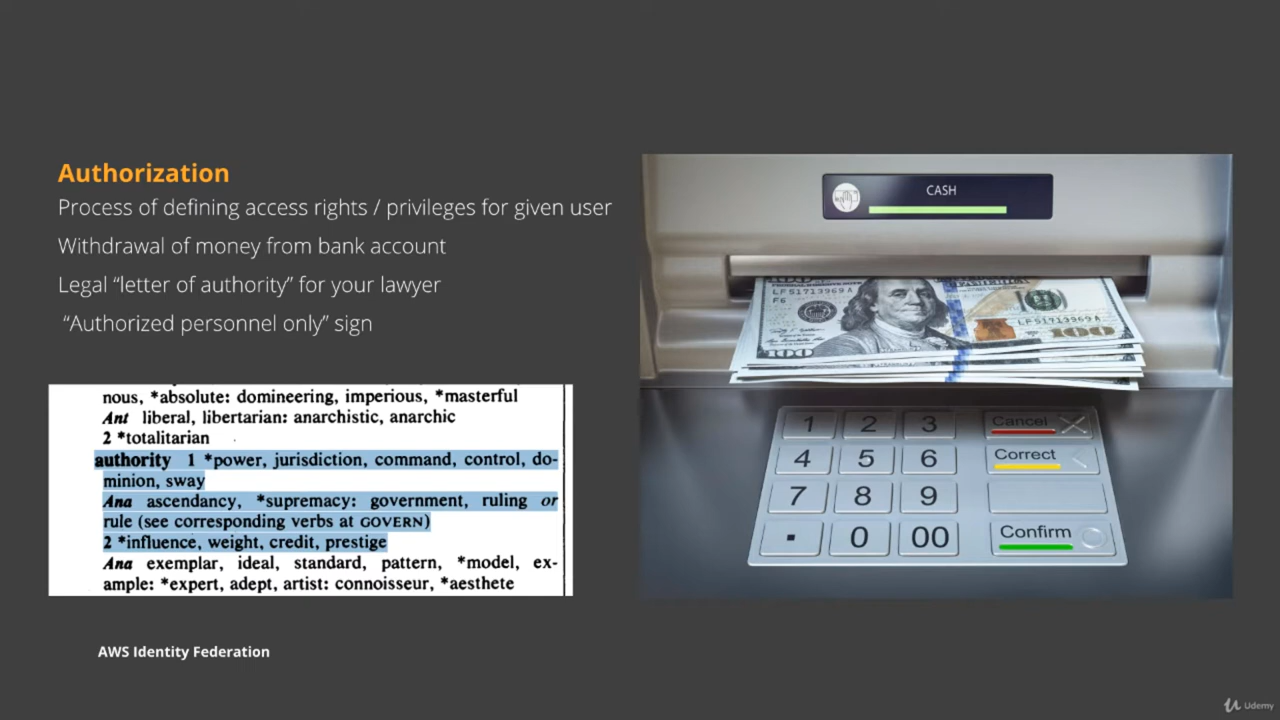 Authorization
Process of defining access rights / privileges for given user
Withdrawal of money from bank account
Legal “letter of authority” for your lawyer
“Authorized personnel only” sign
nous, *absolute: domineering, imperious, *masterful
Ant liberal, libertarian: anarchistic, anarchic
2 *totalitarian
authority 1 *power, jurisdiction, command, control, do-
minion, sway
Ana ascendancy, *supremacy: government, ruling or
rule (see corresponding verbs at GOVERN)
2 *influence, weight, credit, prestige
Ana exemplar, ideal, standard, pattern, *model, ex-
ample: *expert, adept, artist: connoisseur, *aesthete
CASH
LF51713969A
F6
LF51713969A
100
100
1 2 3 Cancel
4 5 6 Correct
7 8 9
. 0 00 Confirm
AWS Identity Federation
Udemy